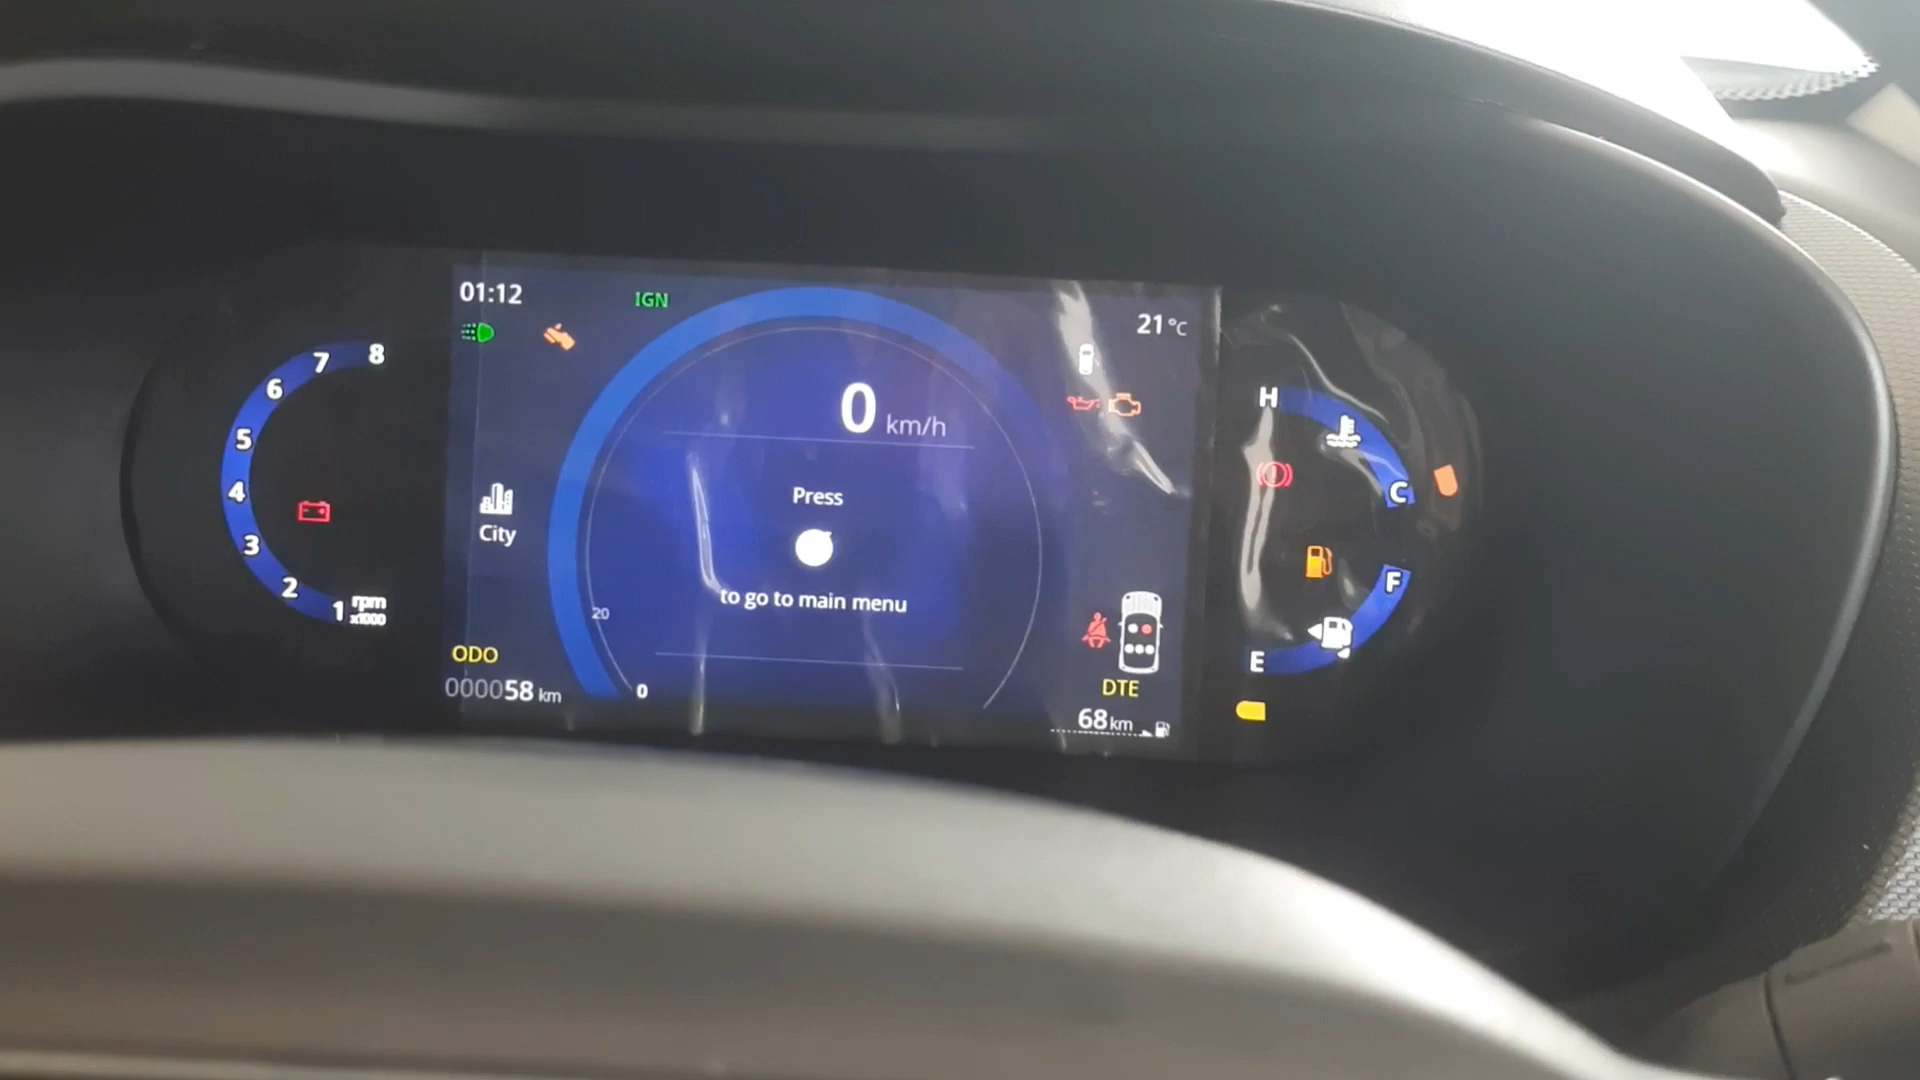 01:12
IGN
21°C
8
7
6
5
4
3
2
1 rpm
x1000
0 km/h
Press
to go to main menu
City
20
0
ODO
000058 km
DTE
68 km
H
C
F
E